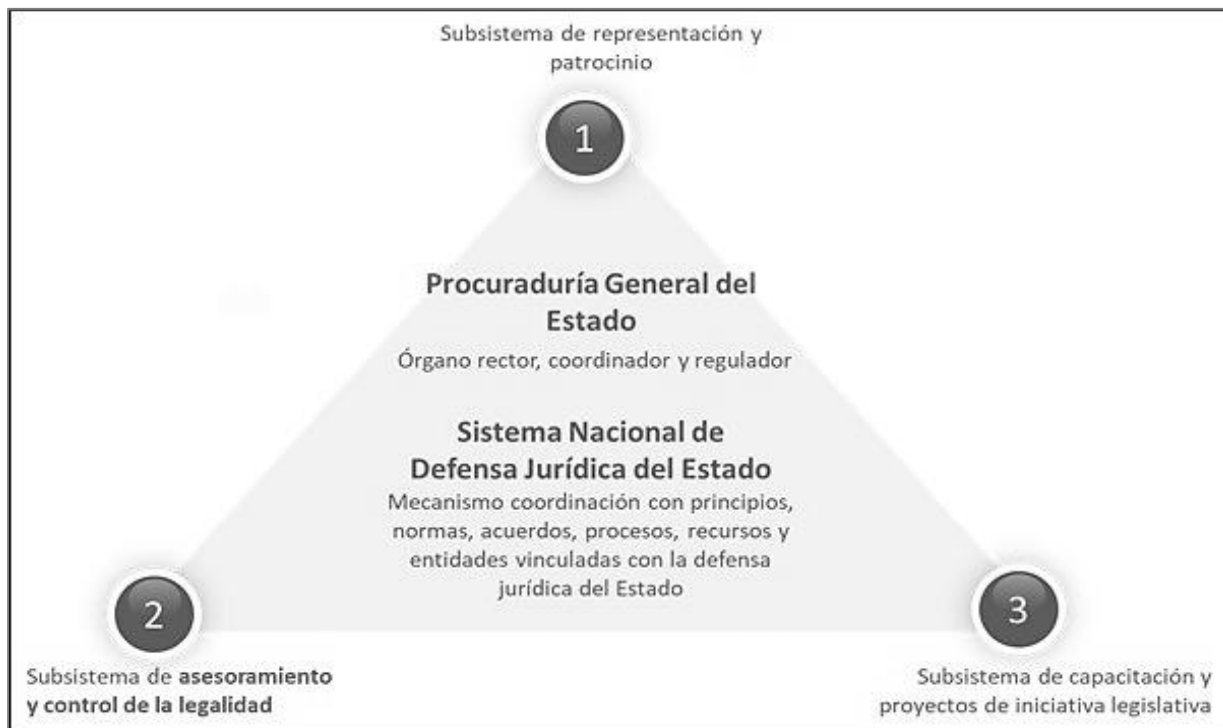 Subsistema de representación y
patrocinio
1
Procuraduría General del
Estado
Órgano rector, coordinador y regulador
Sistema Nacional de
Defensa Jurídica del Estado
Mecanismo coordinación con principios,
normas, acuerdos, procesos, recursos y
entidades vinculadas con la defensa
jurídica del Estado
2
Subsistema de asesoramiento
y control de la legalidad
3
Subsistema de capacitación y
proyectos de iniciativa legislativa